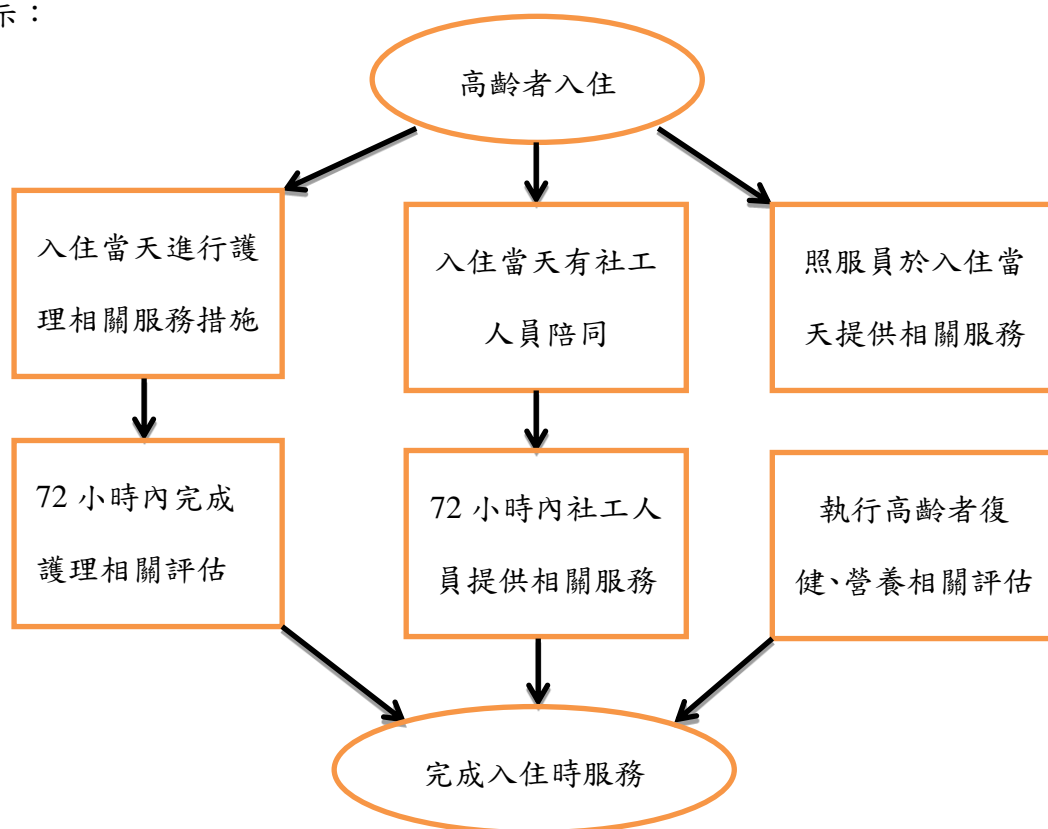 示：
高齡者入住
入住當天進行護
理相關服務措施
入住當天有社工
人員陪同
照服員於入住當
天提供相關服務
72 小時內完成
護理相關評估
72 小時內社工人
員提供相關服務
執行高齡者復
健、營養相關評估
完成入住時服務